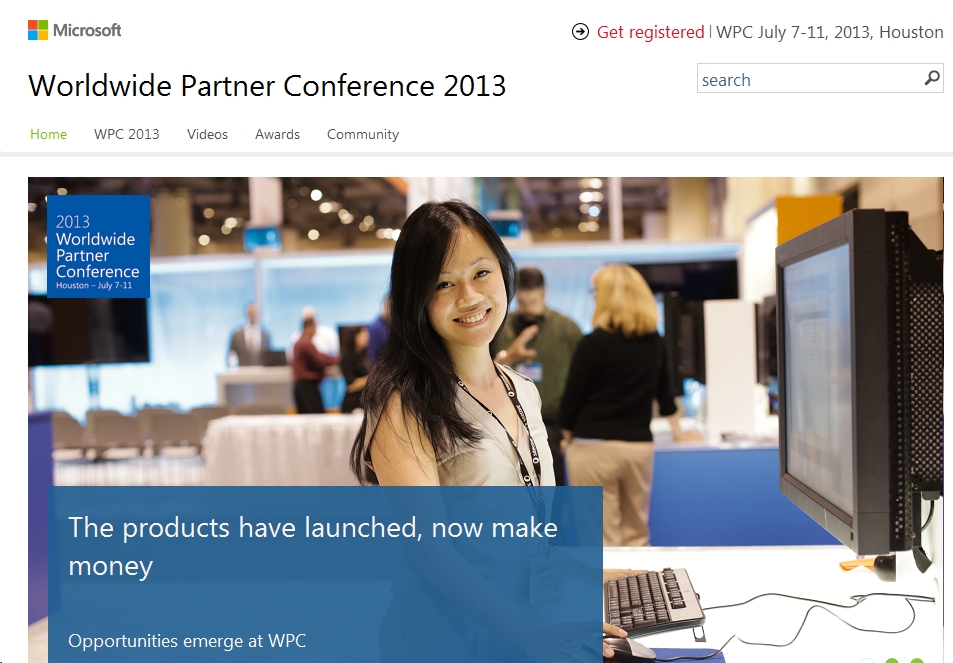 Microsoft
Get registered | WPC July 7-11, 2013, Houston
Worldwide Partner Conference 2013
search
Home WPC 2013 Videos Awards Community
2013
Worldwide
Partner
Conference
Houston – July 7-11
The products have launched, now make
money
Opportunities emerge at WPC